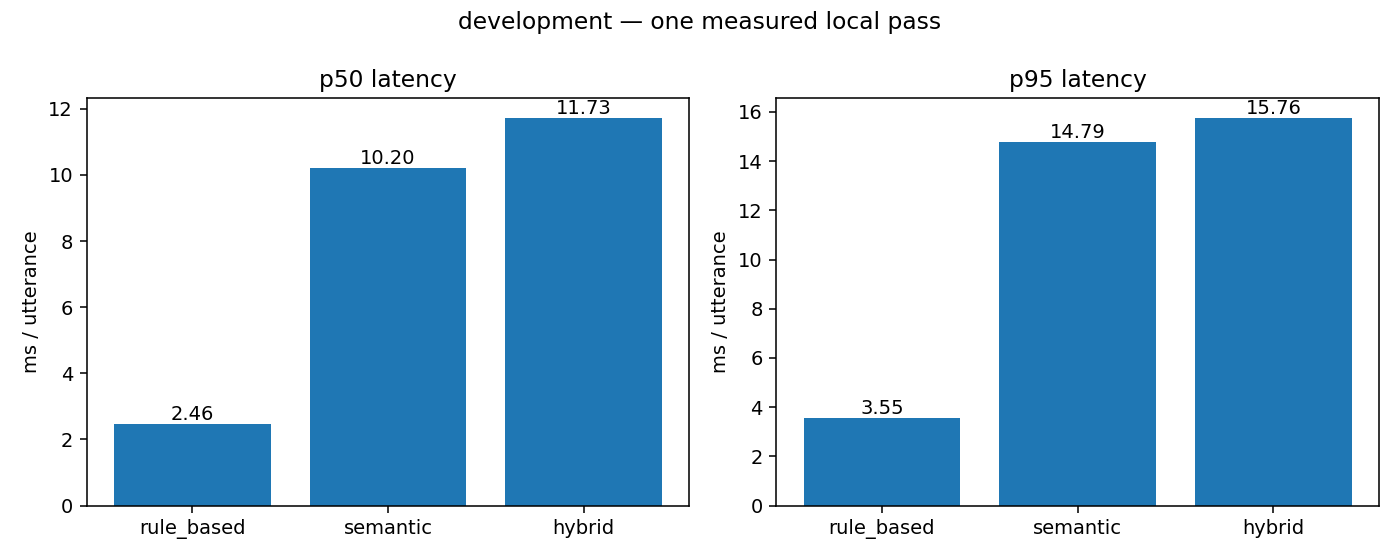 development — one measured local pass
p50 latency
ms / utterance
12
10
8
6
4
2
0
2.46
10.20
11.73
rule_based
semantic
hybrid
p95 latency
ms / utterance
16
14
12
10
8
6
4
2
0
3.55
14.79
15.76
rule_based
semantic
hybrid